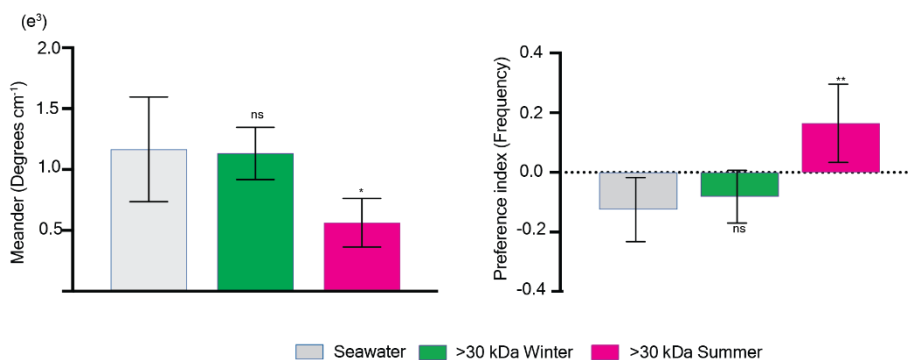 (e³)
Meander (Degrees cm⁻¹)
2.0
1.5
1.0
0.5
ns
*
Preference index (Frequency)
0.4
0.2
0.0
-0.2
-0.4
ns
**
Seawater >30 kDa Winter >30 kDa Summer